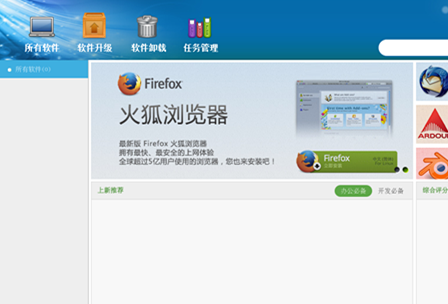 所有软件 软件升级 软件卸载 任务管理
所有软件(0)
Firefox
火狐浏览器
最新版 Firefox 火狐浏览器
拥有最快、最安全的上网体验
全球超过5亿用户使用的浏览器，您也来安装吧！
Firefox
ARDOUR
上新推荐 办公必备 开发必备 综合评分